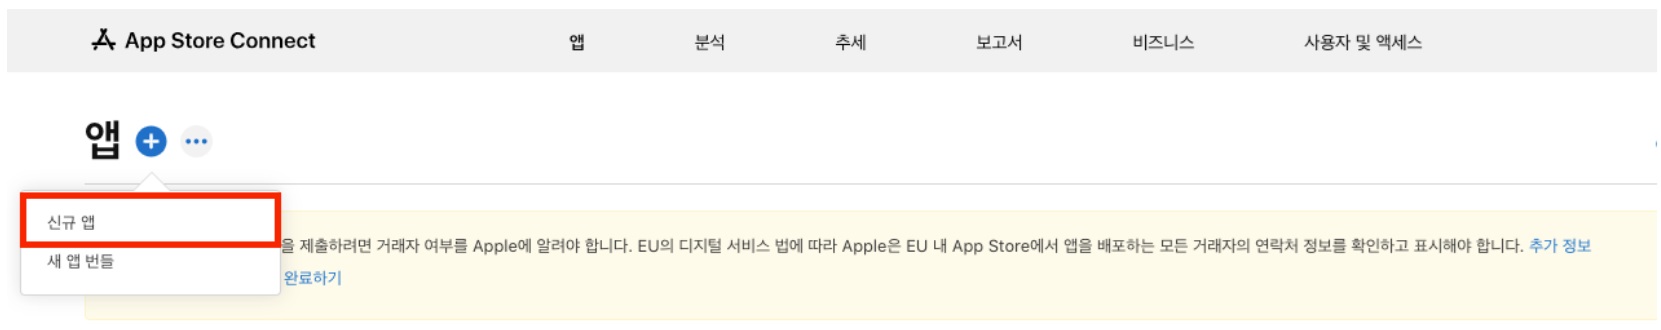 App Store Connect 앱 분석 추세 보고서 비즈니스 사용자 및 액세스
앱
신규 앱
새 앱 번들
을 제출하려면 거래자 여부를 Apple에 알려야 합니다. EU의 디지털 서비스 법에 따라 Apple은 EU 내 App Store에서 앱을 배포하는 모든 거래자의 연락처 정보를 확인하고 표시해야 합니다. 추가 정보
완료하기